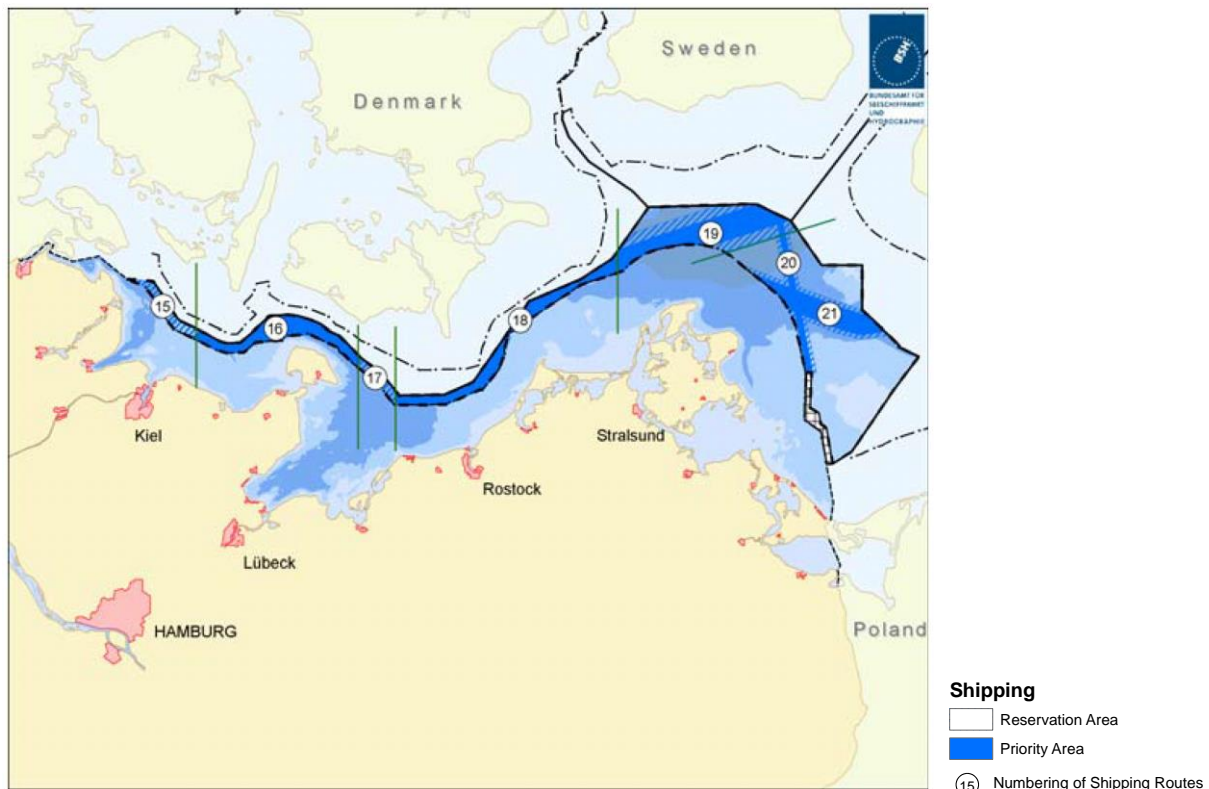 Sweden
BSH
BUNDESAMT FÜR
SEESCHIFFFAHRT
UND
HYDROGRAPHIE
Denmark
19
20
15
21
16
18
17
Kiel
Stralsund
Rostock
Lübeck
HAMBURG
Poland
Shipping
Reservation Area
Priority Area
15 Numbering of Shipping Routes